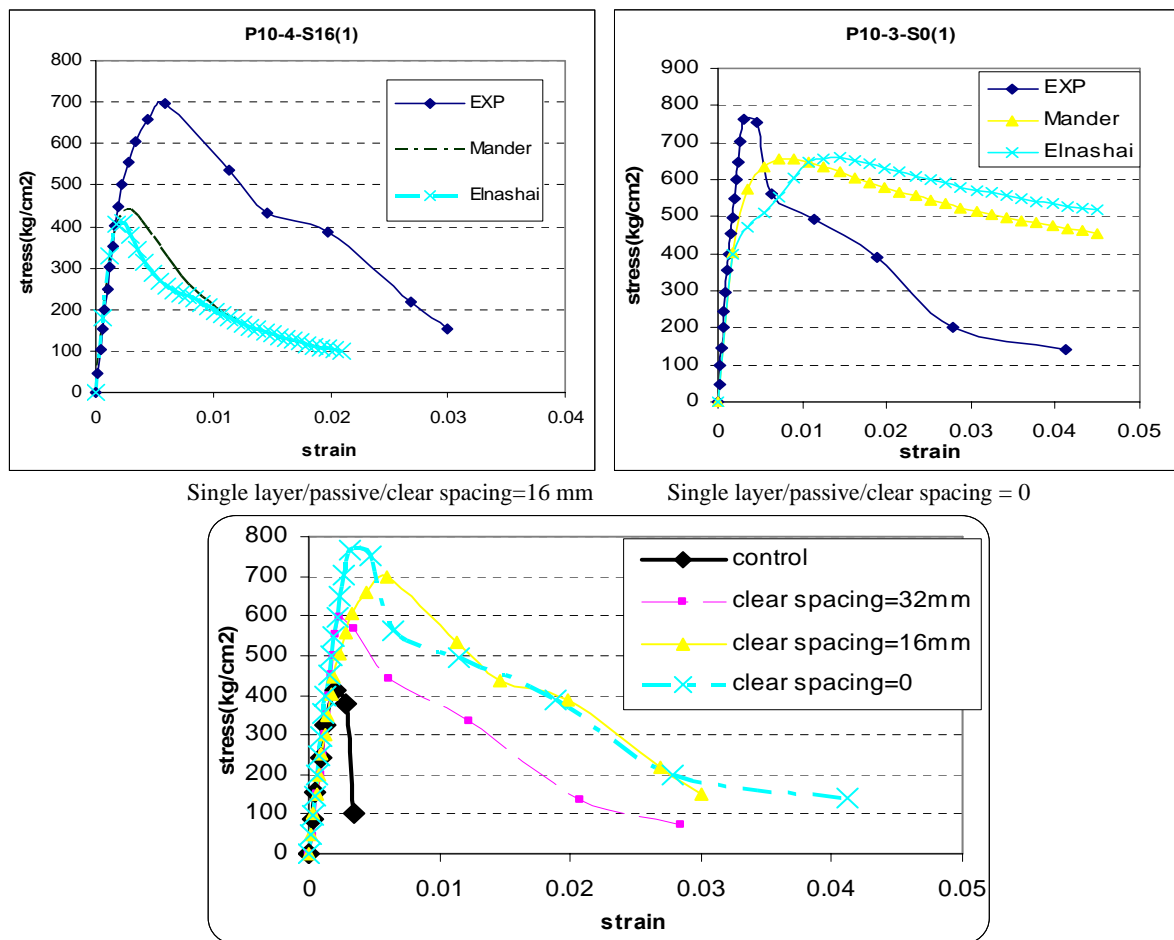 P10-4-S16(1)
800
700
600
500
400
300
200
100
0
stress(kg/cm2)
0
0.01
0.02
0.03
0.04
strain
EXP
Mander
Elnashai
P10-3-S0(1)
900
800
700
600
500
400
300
200
100
0
stress(kg/cm2)
0
0.01
0.02
0.03
0.04
0.05
strain
EXP
Mander
Elnashai
Single layer/passive/clear spacing=16 mm
Single layer/passive/clear spacing = 0
800
700
600
500
400
300
200
100
0
stress(kg/cm2)
0
0.01
0.02
0.03
0.04
0.05
strain
control
clear spacing=32mm
clear spacing=16mm
clear spacing=0